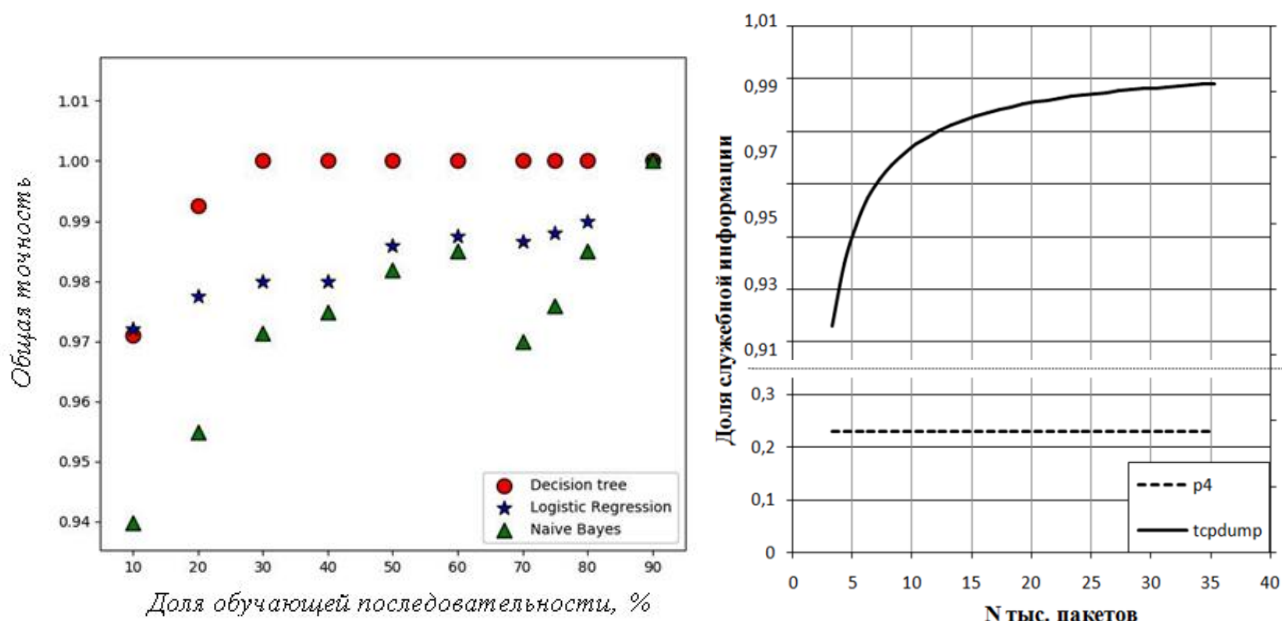 1.01
1.00
0.99
0.98
0.97
0.96
0.95
0.94
Общая точность
10 20 30 40 50 60 70 80 90
Доля обучающей последовательности, %
Decision tree
Logistic Regression
Naive Bayes
1,01
0,99
0,97
0,95
0,93
0,91
0,3
0,2
0,1
0
Доля служебной информации
0 5 10 15 20 25 30 35 40
N тыс. пакетов
p4
tcpdump